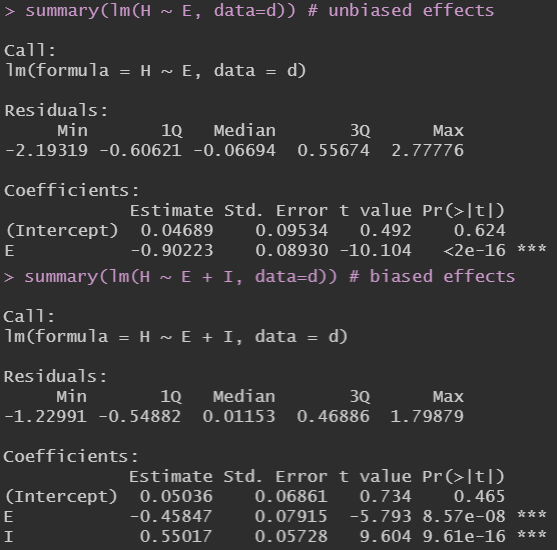 > summary(lm(H ~ E, data=d)) # unbiased effects
Call:
lm(formula = H ~ E, data = d)
Residuals:
Min 1Q Median 3Q Max
-2.19319 -0.60621 -0.06694 0.55674 2.77776
Coefficients:
Estimate Std. Error t value Pr(>|t|)
(Intercept) 0.04689 0.09534 0.492 0.624
E -0.90223 0.08930 -10.104 <2e-16 ***
> summary(lm(H ~ E + I, data=d)) # biased effects
Call:
lm(formula = H ~ E + I, data = d)
Residuals:
Min 1Q Median 3Q Max
-1.22991 -0.54882 0.01153 0.46886 1.79879
Coefficients:
Estimate Std. Error t value Pr(>|t|)
(Intercept) 0.05036 0.06861 0.734 0.465
E -0.45847 0.07915 -5.793 8.57e-08 ***
I 0.55017 0.05728 9.604 9.61e-16 ***